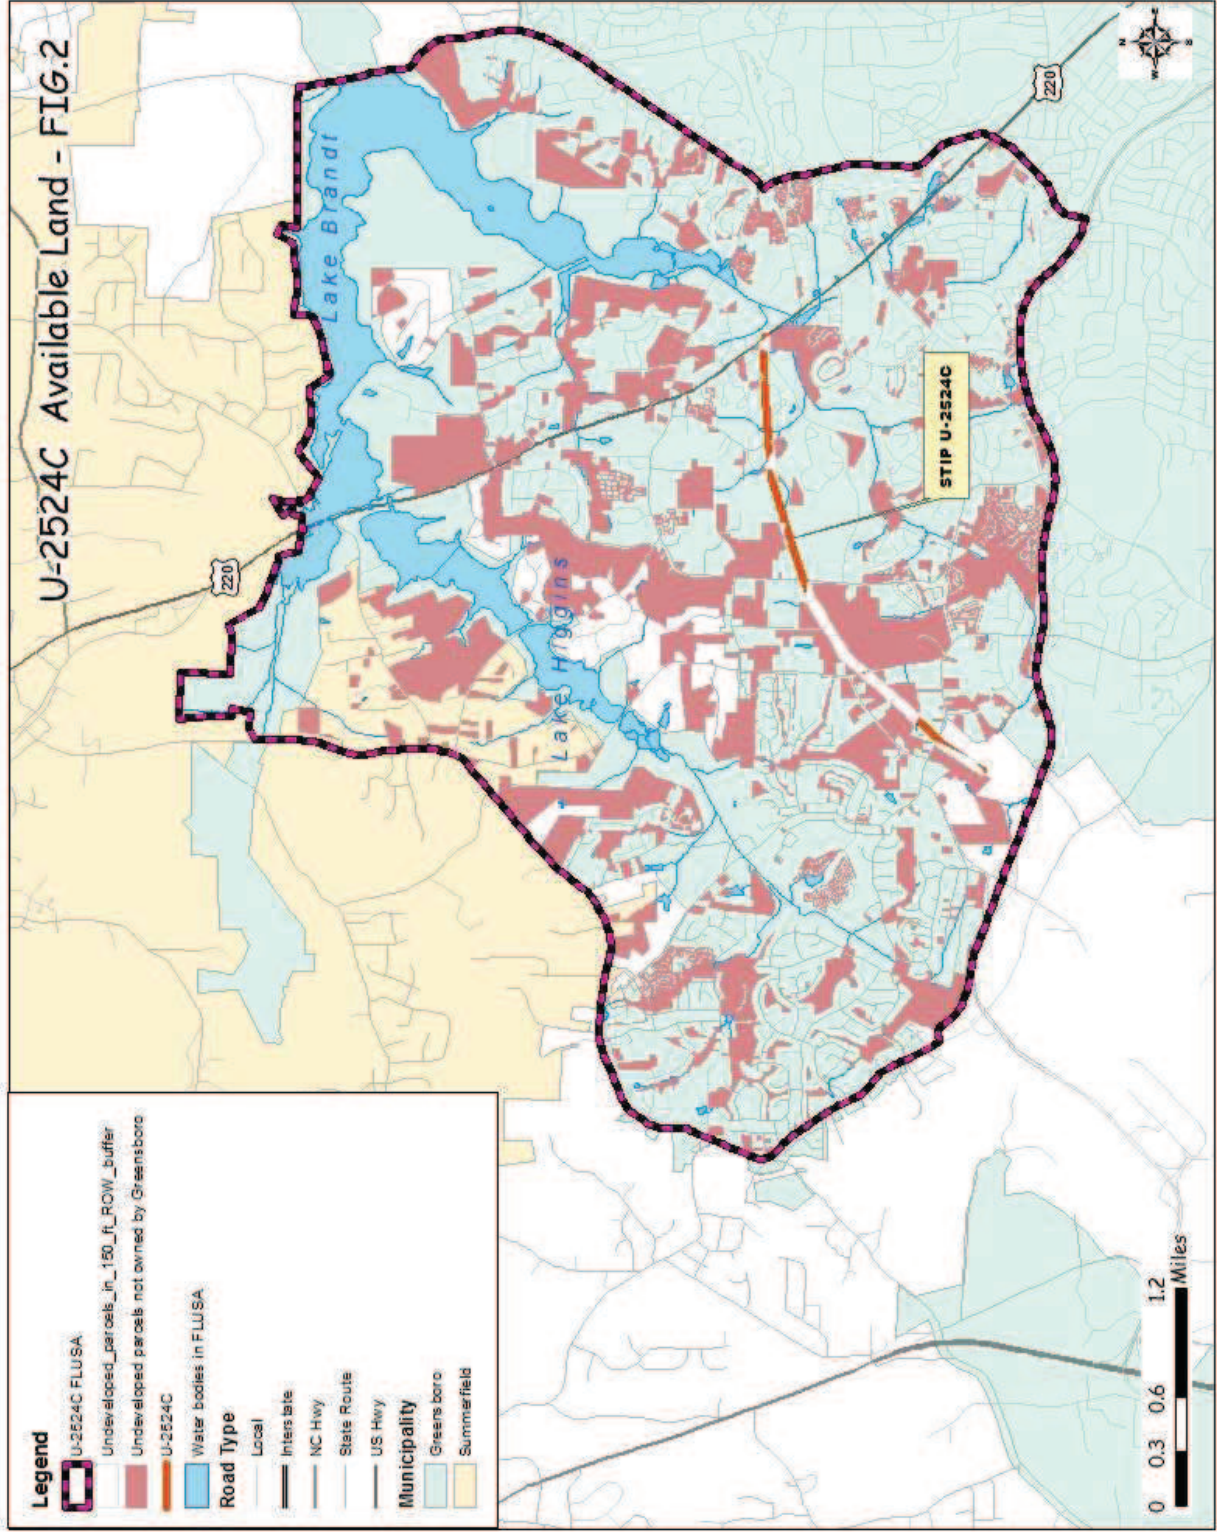 U-2524C Available Land - FIG.2
N
W
E
S
220
220
Lake Brandt
Lake Higgins
STIP U-2524C
Legend
U-2524C FLUSA
Undeveloped_parcels_in_150_ft_ROW_buffer
Undeveloped parcels not owned by Greensboro
U-2524C
Water bodies in FLUSA
Road Type
Local
Interstate
NC Hwy
State Route
US Hwy
Municipality
Greensboro
Summerfield
0 0.3 0.6 1.2
Miles